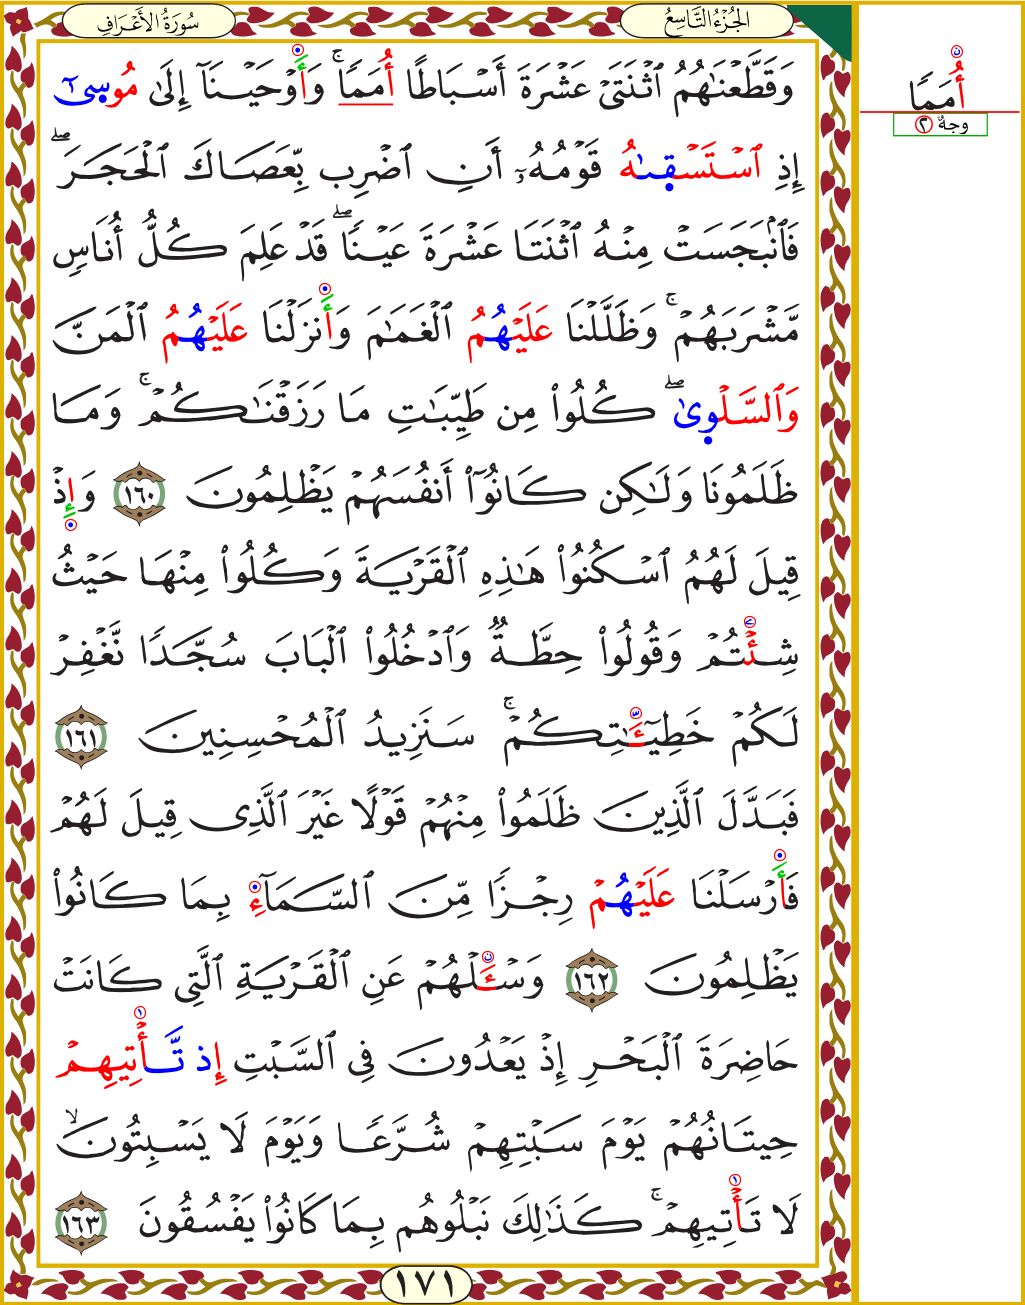 سُورَةُ الأَعْرَافِ
الجُزْءُ التَّاسِعُ
وَقَطَّعْنَٰهُمُ ٱثْنَتَىْ عَشْرَةَ أَسْبَاطًا أُمَمًا ۚ وَأَوْحَيْنَآ إِلَىٰ مُوسَىٰٓ
إِذِ ٱسْتَسْقَىٰهُ قَوْمُهُۥٓ أَنِ ٱضْرِب بِّعَصَاكَ ٱلْحَجَرَ ۖ
فَٱنۢبَجَسَتْ مِنْهُ ٱثْنَتَا عَشْرَةَ عَيْنًا ۖ قَدْ عَلِمَ كُلُّ أُنَاسٍ
مَّشْرَبَهُمْ ۚ وَظَلَّلْنَا عَلَيْهُمُ ٱلْغَمَٰمَ وَأَنزَلْنَا عَلَيْهُمُ ٱلْمَنَّ
وَٱلسَّلْوَىٰ ۖ كُلُوا۟ مِن طَيِّبَٰتِ مَا رَزَقْنَٰكُمْ ۚ وَمَا
ظَلَمُونَا وَلَٰكِن كَانُوٓا۟ أَنفُسَهُمْ يَظْلِمُونَ ١٦٠ وَإِذْ
قِيلَ لَهُمُ ٱسْكُنُوا۟ هَٰذِهِ ٱلْقَرْيَةَ وَكُلُوا۟ مِنْهَا حَيْثُ
شِئْتُمْ وَقُولُوا۟ حِطَّةٌ وَٱدْخُلُوا۟ ٱلْبَابَ سُجَّدًا نَّغْفِرْ
لَكُمْ خَطِيٓـَٰٔتِكُمْ ۚ سَنَزِيدُ ٱلْمُحْسِنِينَ ١٦١
فَبَدَّلَ ٱلَّذِينَ ظَلَمُوا۟ مِنْهُمْ قَوْلًا غَيْرَ ٱلَّذِى قِيلَ لَهُمْ
فَأَرْسَلْنَا عَلَيْهُمْ رِجْزًا مِّنَ ٱلسَّمَآءِ بِمَا كَانُوا۟
يَظْلِمُونَ ١٦٢ وَسْـَٔلْهُمْ عَنِ ٱلْقَرْيَةِ ٱلَّتِى كَانَتْ
حَاضِرَةَ ٱلْبَحْرِ إِذْ يَعْدُونَ فِى ٱلسَّبْتِ إِذ تَّأْتِيهِمْ
حِيتَانُهُمْ يَوْمَ سَبْتِهِمْ شُرَّعًا وَيَوْمَ لَا يَسْبِتُونَ ۙ
لَا تَأْتِيهِمْ ۚ كَذَٰلِكَ نَبْلُوهُم بِمَا كَانُوا۟ يَفْسُقُونَ ١٦٣
١٧١
أُمَمًا
وجهٌ ٢